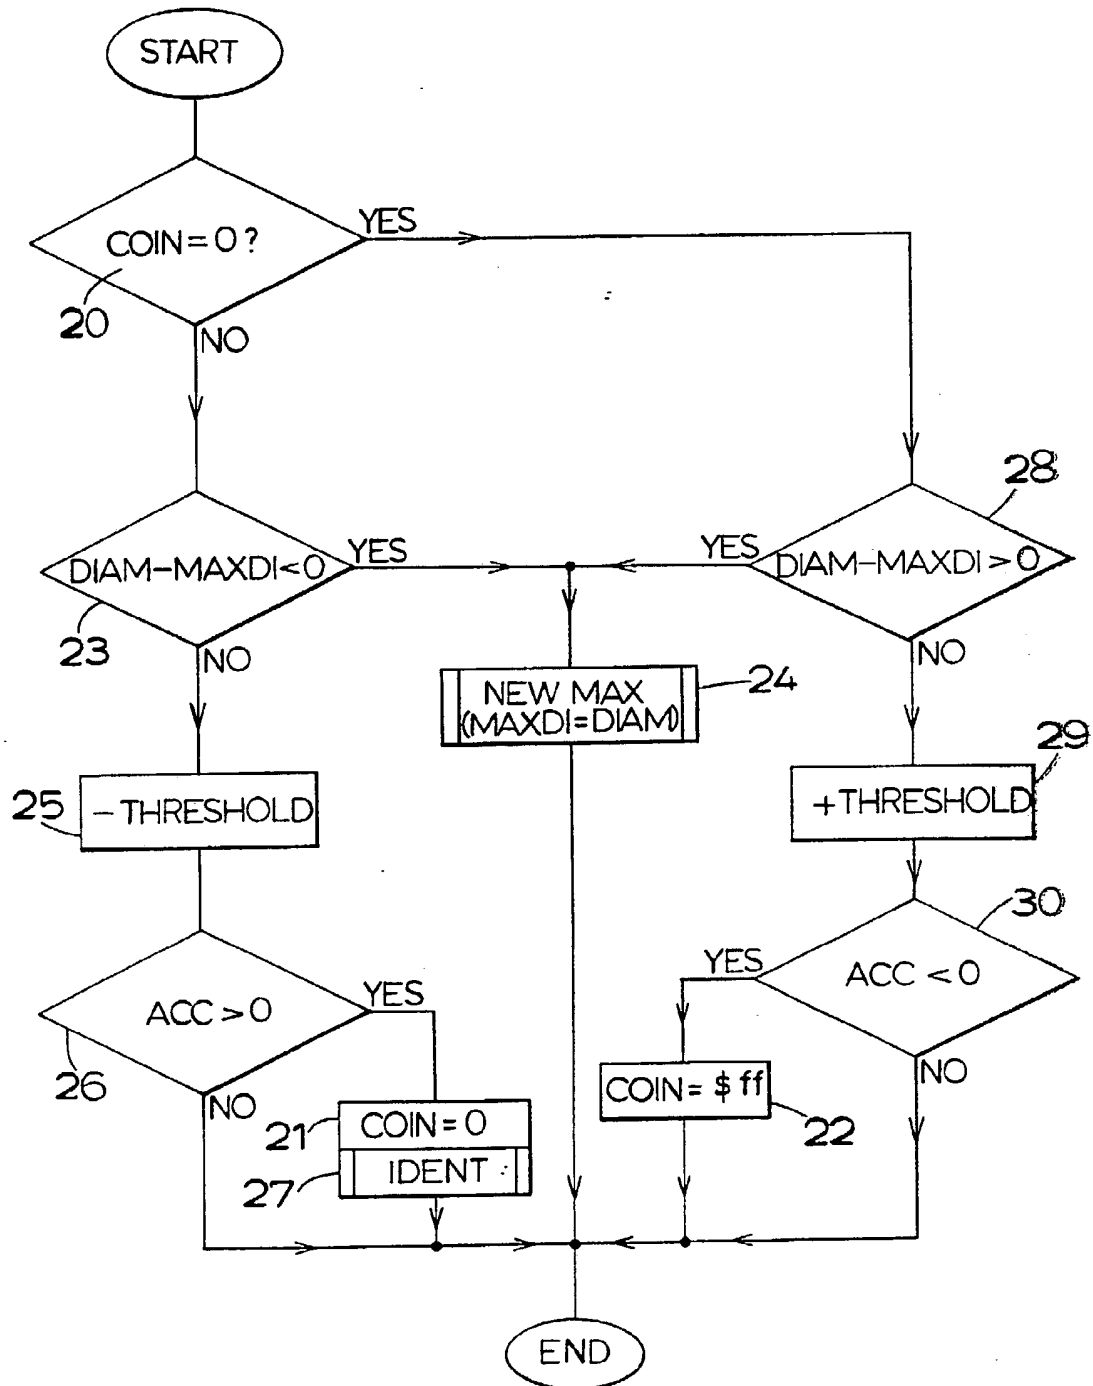 START
COIN=0?
YES
20
NO
28
DIAM-MAXDI<0
YES
YES
DIAM-MAXDI>0
23
NO
NO
NEW MAX
(MAXDI=DIAM)
24
29
25
-THRESHOLD
+THRESHOLD
30
ACC>0
YES
YES
ACC<0
26
NO
NO
21
COIN=0
COIN=$ff
22
27
IDENT
END